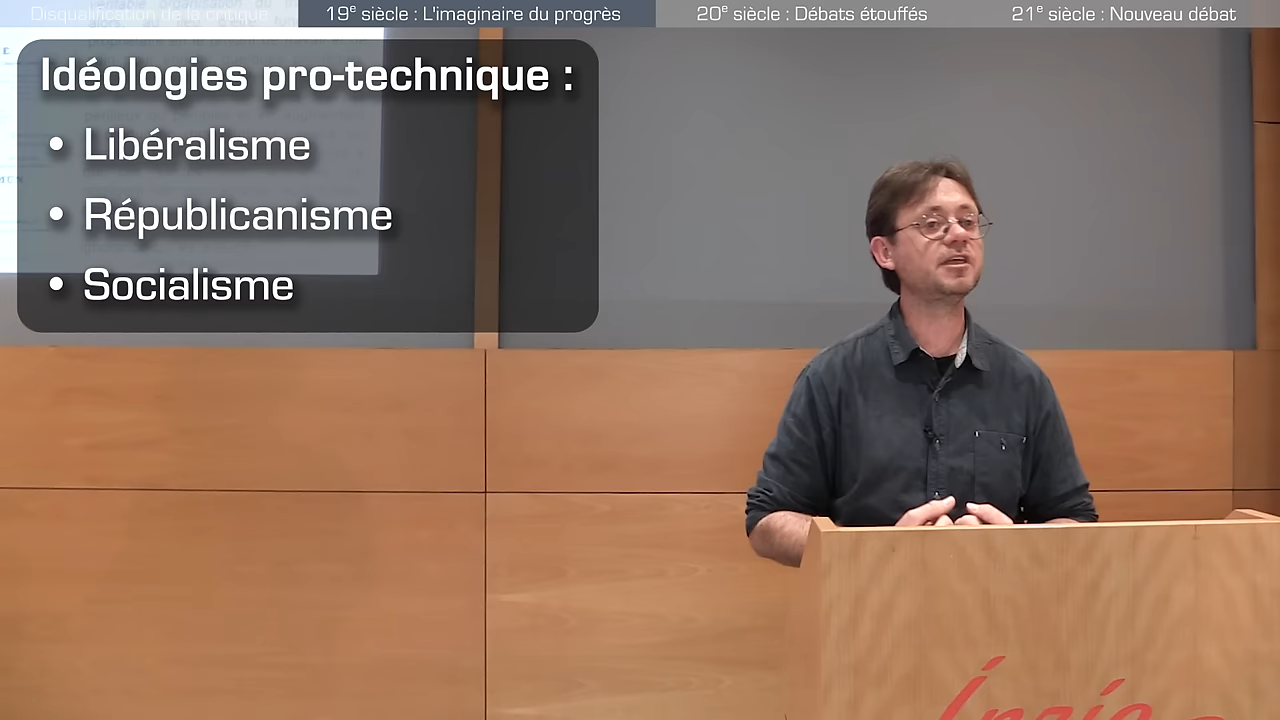 Disqualification de la critique
19e siècle : L'imaginaire du progrès
20e siècle : Débats étouffés
21e siècle : Nouveau débat
Idéologies pro-technique :
• Libéralisme
• Républicanisme
• Socialisme